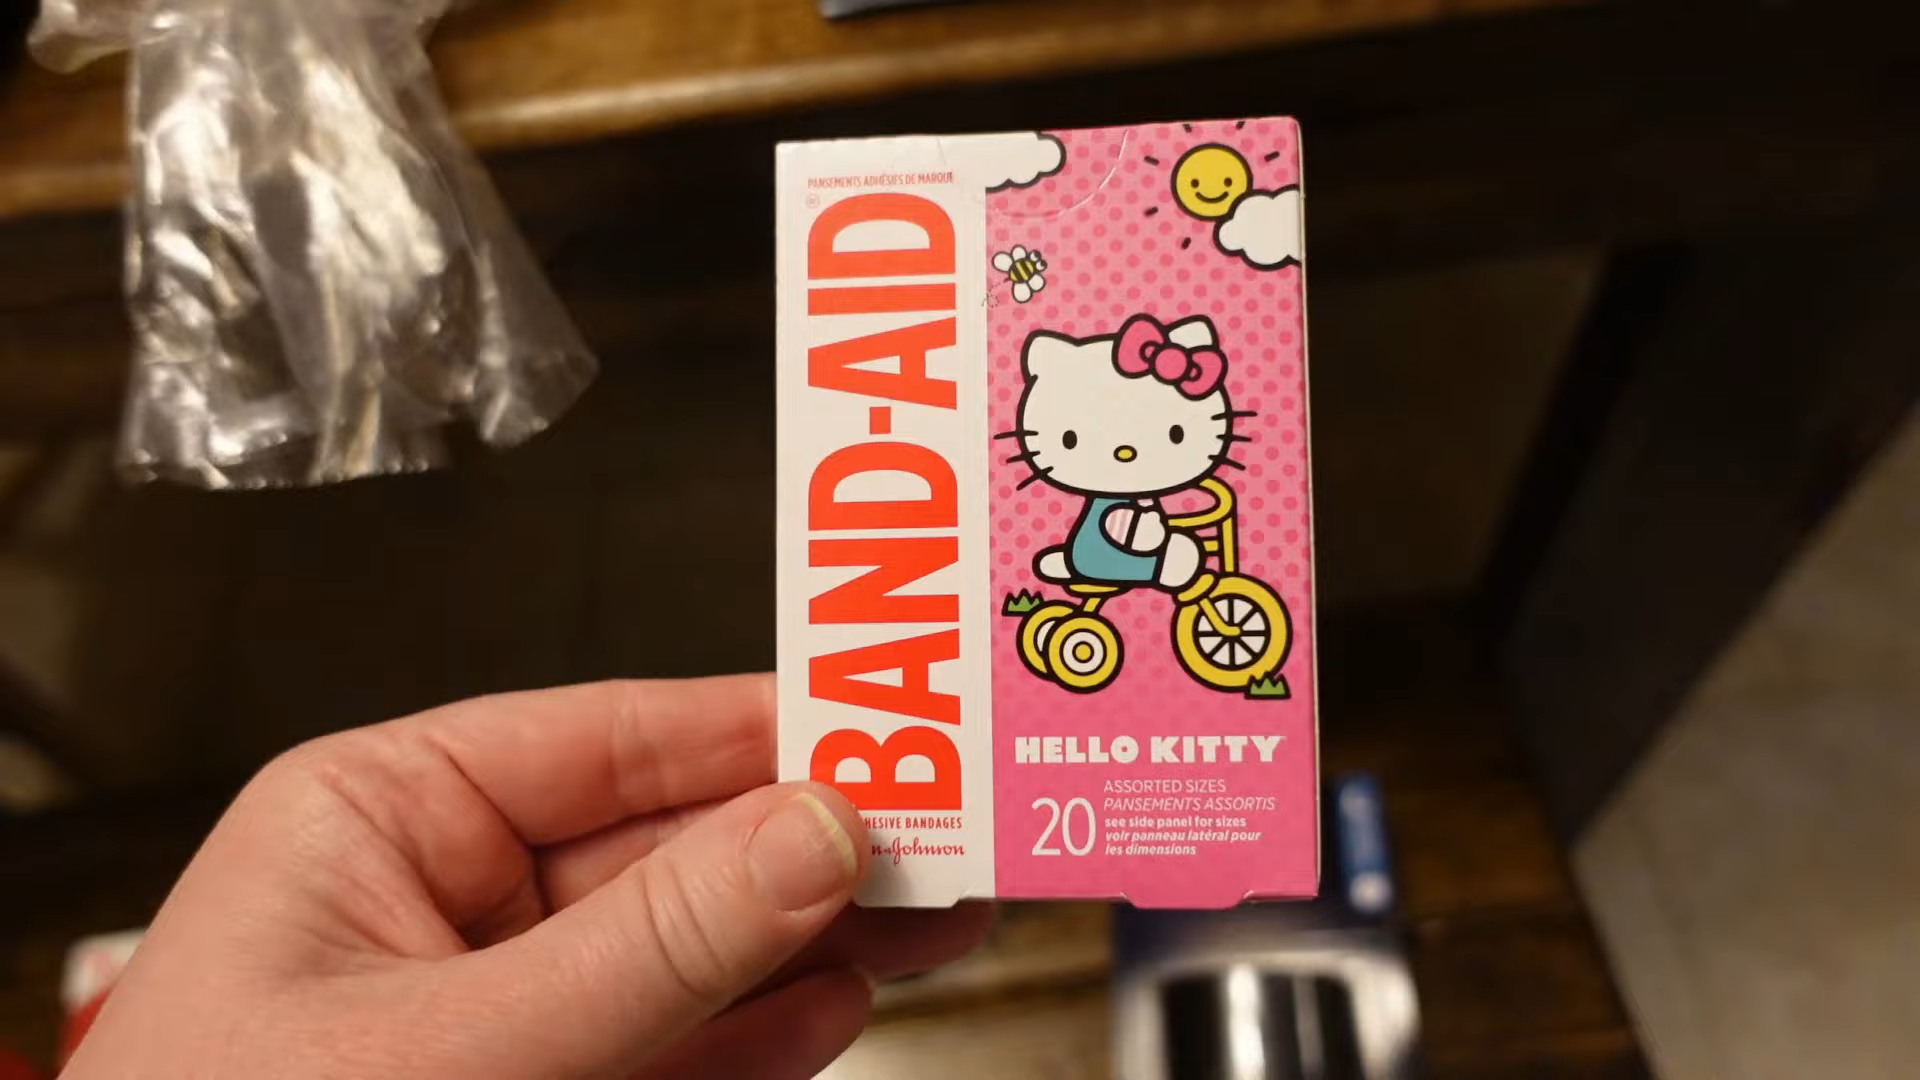 PANSEMENTS ADHÉSIFS DE MARQUE
BAND-AID
®
HESIVE BANDAGES
n&Johnson
HELLO KITTY
20
ASSORTED SIZES
PANSEMENTS ASSORTIS
see side panel for sizes
voir panneau latéral pour
les dimensions